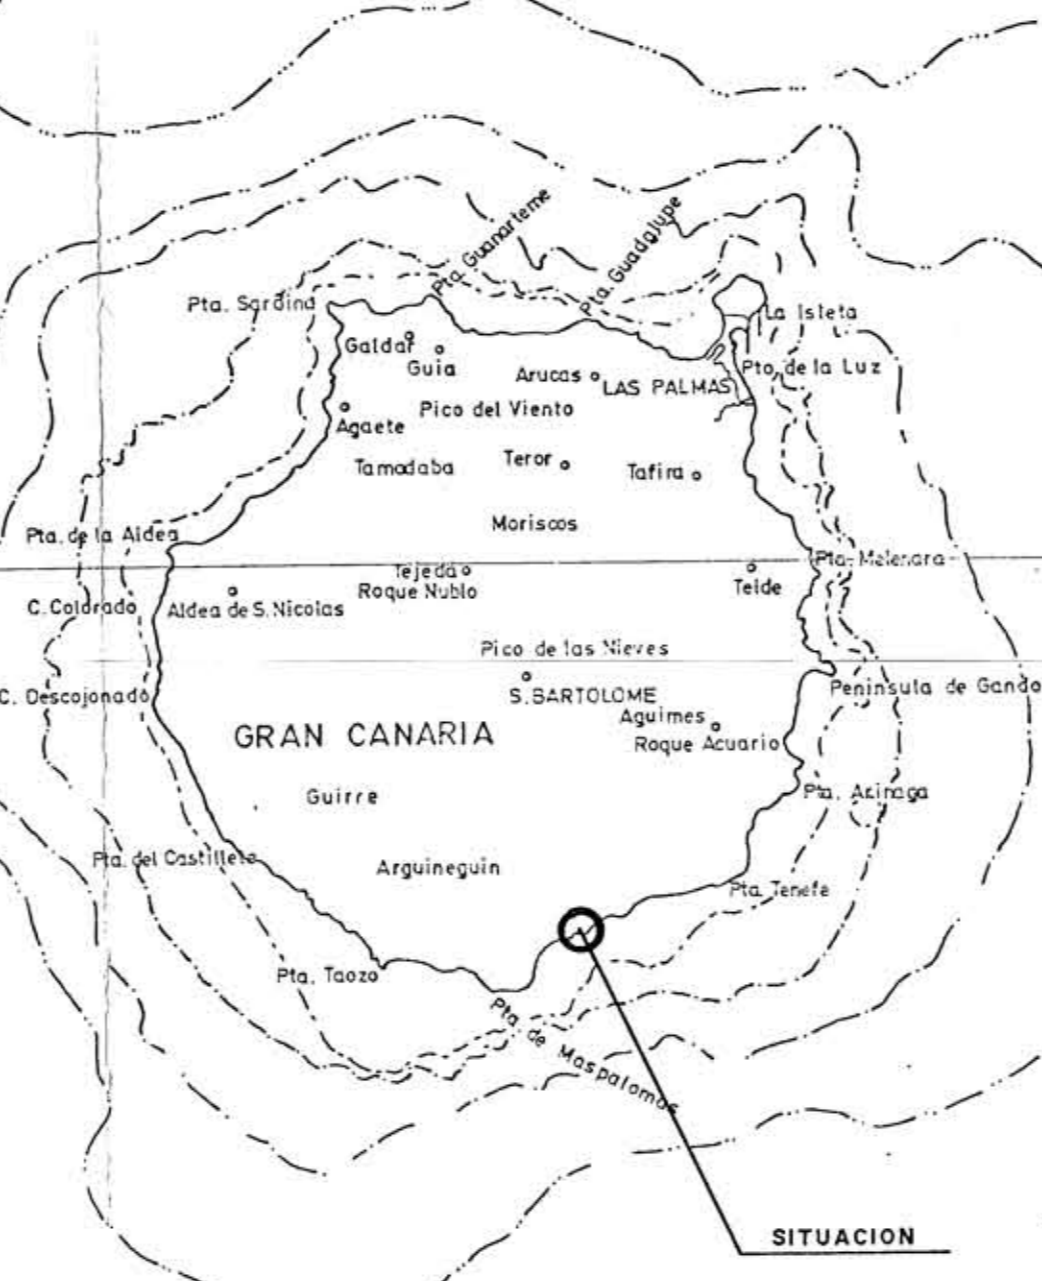 Pta. Guanarteme
Pta. Guadalupe
Pta. Sardina
La Isleta
Galdar
Guia
Arucas
LAS PALMAS
Pto. de la Luz
Pico del Viento
Agaete
Tamadaba
Teror
Tafira
Moriscos
Pta. de la Aldea
Pta. Melenara
Tejeda
Roque Nublo
Telde
C. Colorado
Aldea de S. Nicolas
Pico de las Nieves
C. Descojonado
S. BARTOLOME
Peninsula de Gando
Aguimes
Roque Acuario
GRAN CANARIA
Guirre
Pta. Arinaga
Pta. del Castillete
Arguineguin
Pta. Tenefe
Pta. Taozo
Pta. de Maspalomas
SITUACION